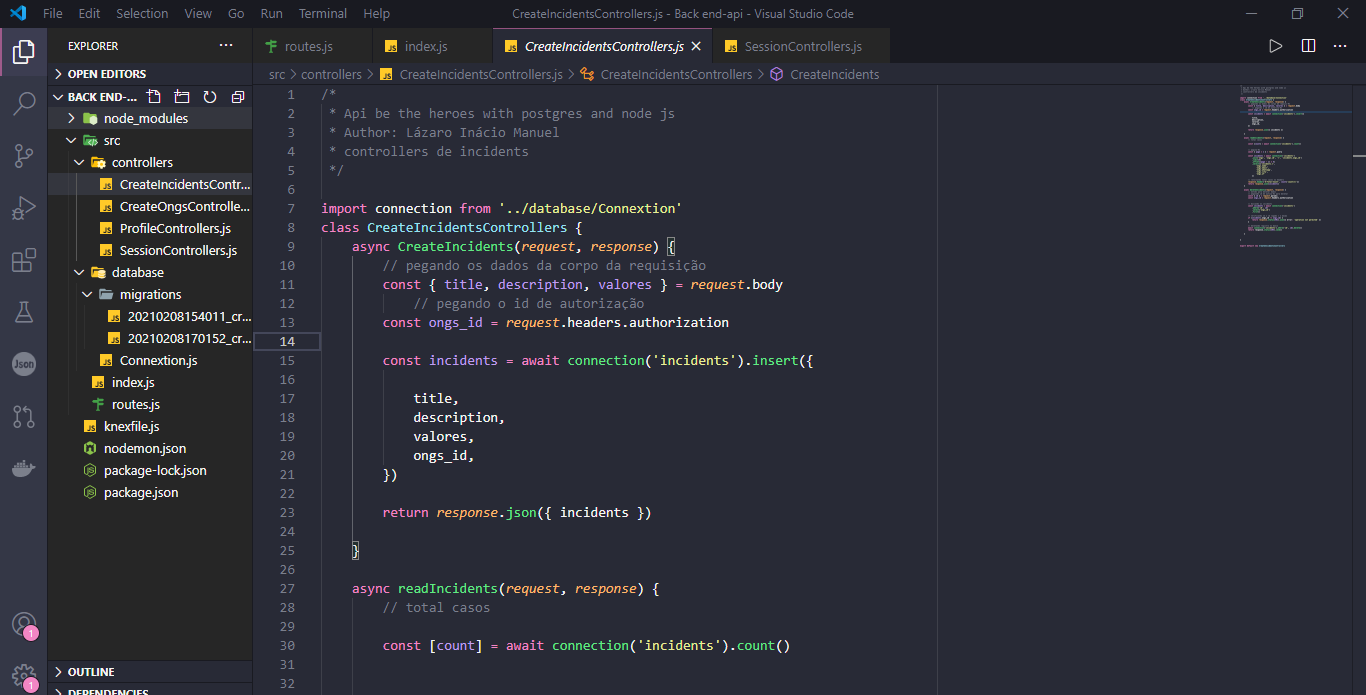 File Edit Selection View Go Run Terminal Help CreateIncidentsControllers.js - Back end-api - Visual Studio Code
EXPLORER ···
routes.js index.js CreateIncidentsControllers.js SessionControllers.js
OPEN EDITORS
src > controllers > CreateIncidentsControllers.js > CreateIncidentsControllers > CreateIncidents
BACK END-...
node_modules
src
controllers
CreateIncidentsContr...
CreateOngsControlle...
ProfileControllers.js
SessionControllers.js
database
migrations
20210208154011_cr...
20210208170152_cr...
Connextion.js
index.js
routes.js
knexfile.js
nodemon.json
package-lock.json
package.json
OUTLINE
DEPENDENCIES
Json
1
1
1 /*
2 * Api be the heroes with postgres and node js
3 * Author: Lázaro Inácio Manuel
4 * controllers de incidents
5 */
6
7 import connection from '../database/Connextion'
8 class CreateIncidentsControllers {
9 async CreateIncidents(request, response) {
10 // pegando os dados da corpo da requisição
11 const { title, description, valores } = request.body
12 // pegando o id de autorização
13 const ongs_id = request.headers.authorization
14
15 const incidents = await connection('incidents').insert({
16
17 title,
18 description,
19 valores,
20 ongs_id,
21 })
22
23 return response.json({ incidents })
24
25 }
26
27 async readIncidents(request, response) {
28 // total casos
29
30 const [count] = await connection('incidents').count()
31
32